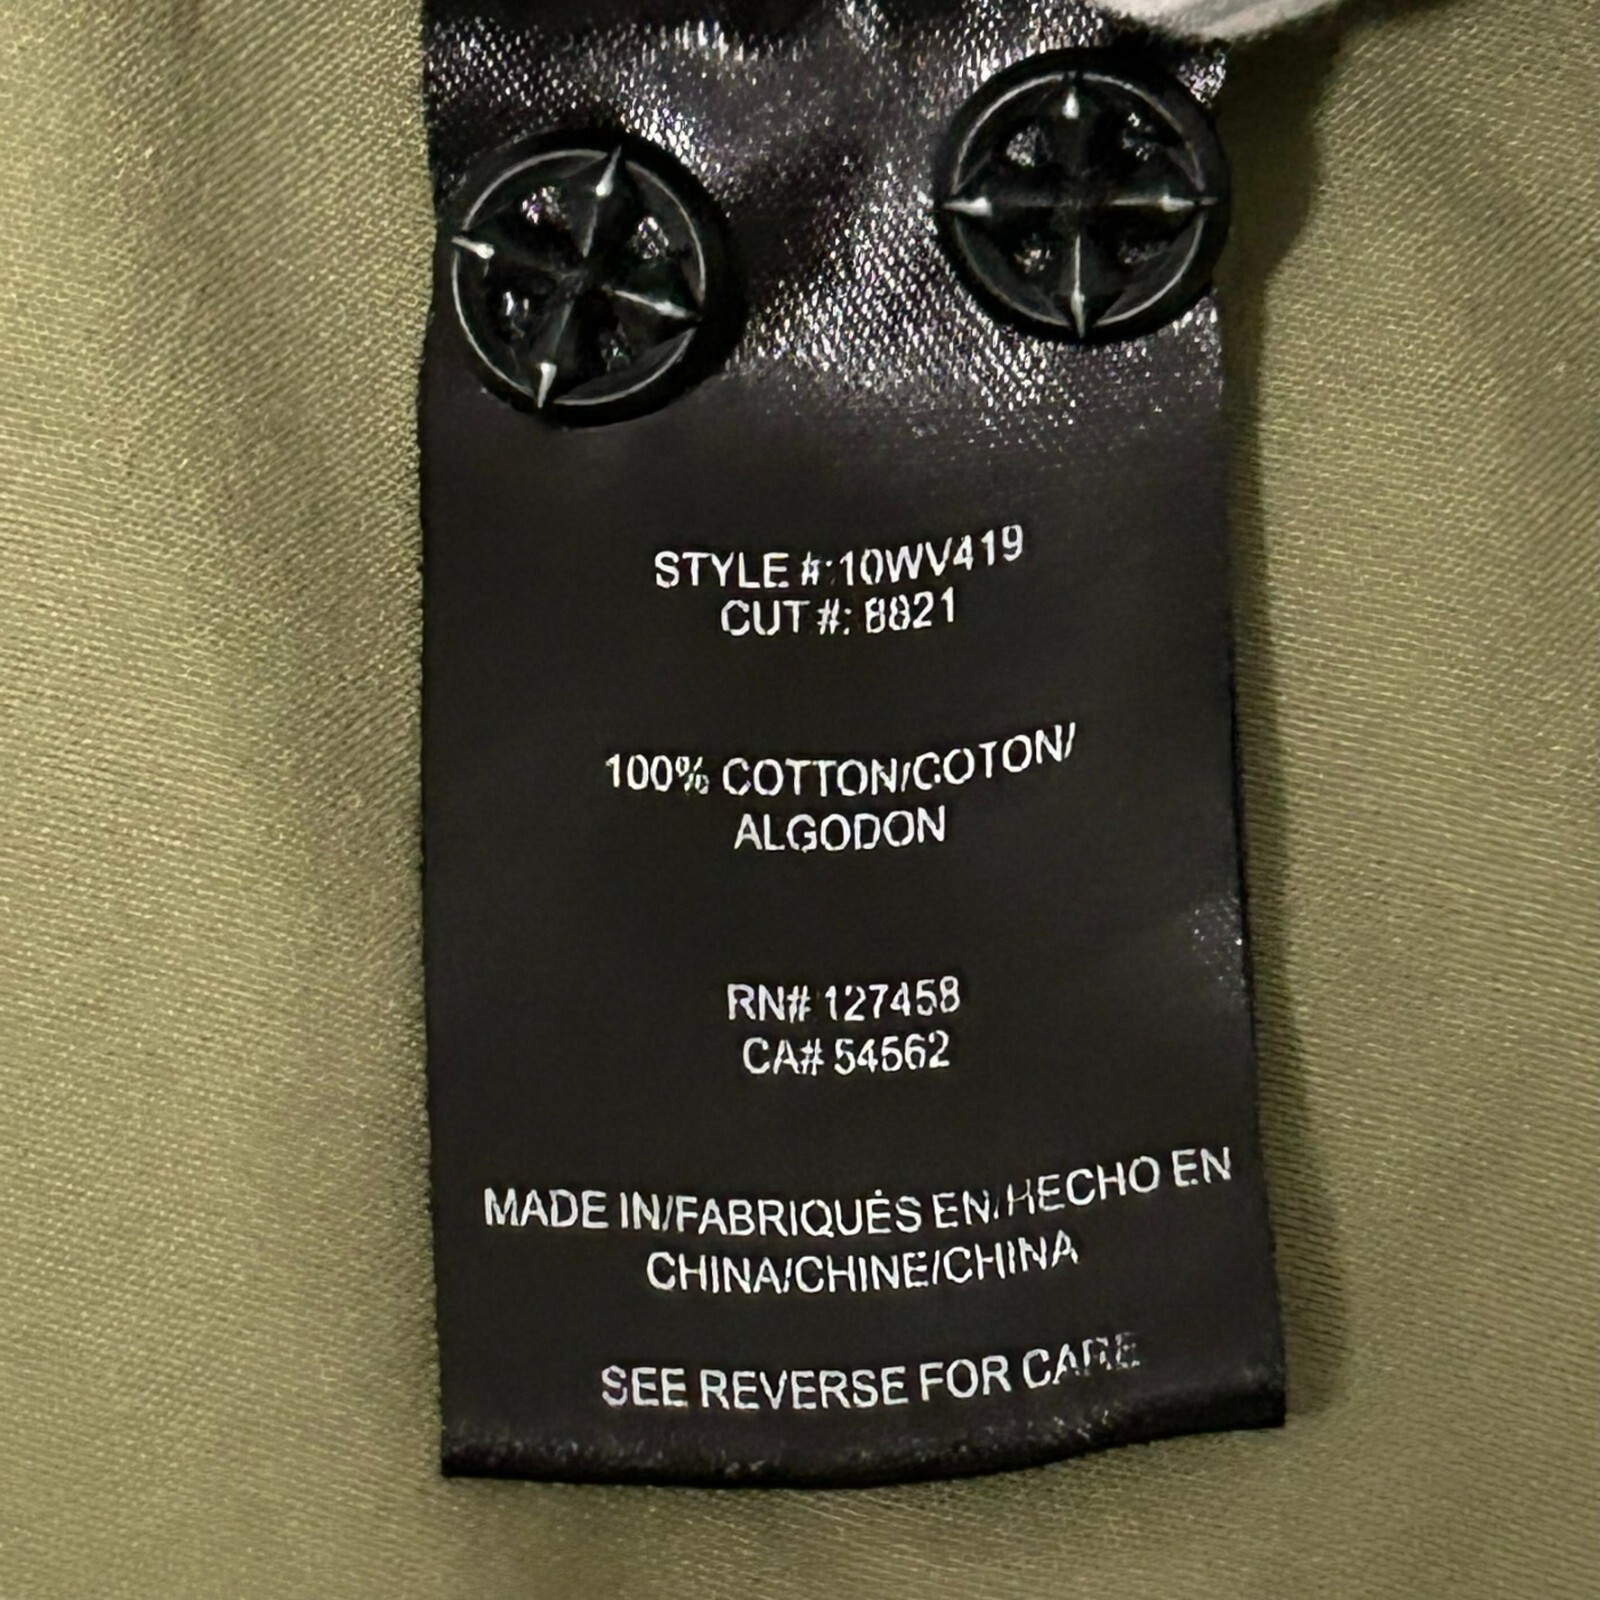 STYLE #: 10WV419
CUT #: 8821
100% COTTON/COTON/
ALGODON
RN# 127458
CA# 54562
MADE IN/FABRIQUÉS EN/HECHO EN
CHINA/CHINE/CHINA
SEE REVERSE FOR CARE